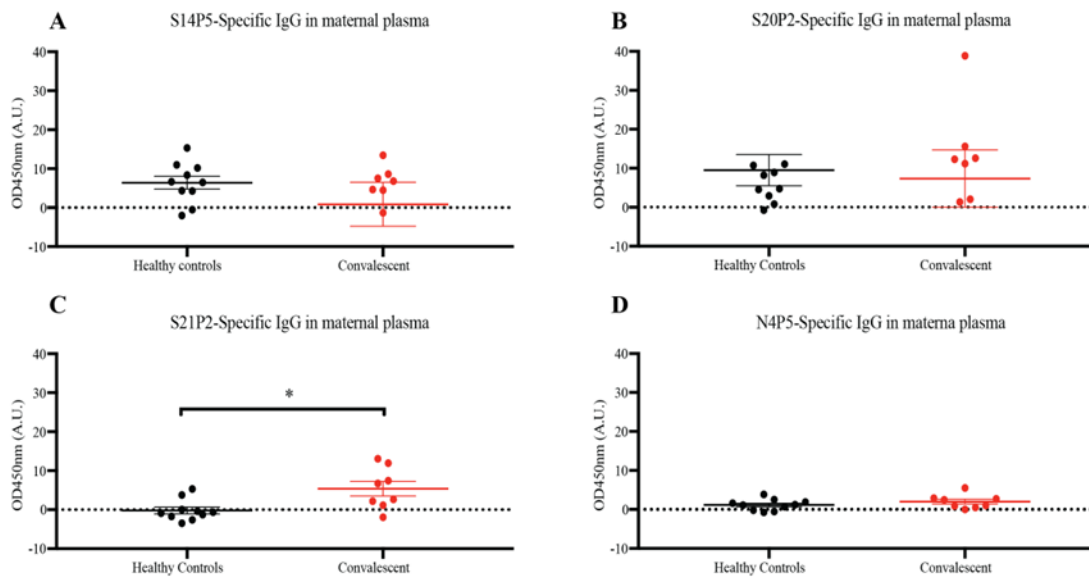 A
S14P5-Specific IgG in maternal plasma
OD450nm (A.U.)
40
30
20
10
0
-10
Healthy controls
Convalescent
B
S20P2-Specific IgG in maternal plasma
OD450nm (A.U.)
40
30
20
10
0
-10
Healthy Controls
Convalescent
C
S21P2-Specific IgG in maternal plasma
OD450nm (A.U.)
40
30
20
10
0
-10
*
Healthy Controls
Convalescent
D
N4P5-Specific IgG in materna plasma
OD450nm (A.U.)
40
30
20
10
0
-10
Healthy Controls
Convalescent